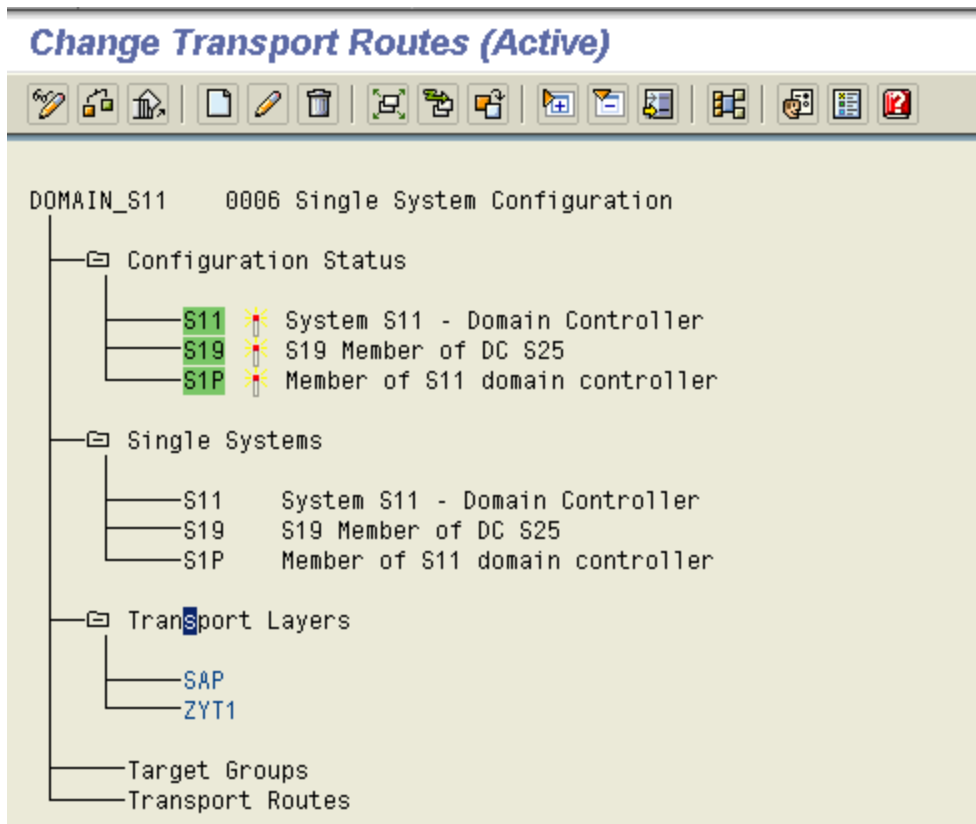 Change Transport Routes (Active)
DOMAIN_S11 0006 Single System Configuration
Configuration Status
S11 System S11 - Domain Controller
S19 S19 Member of DC S25
S1P Member of S11 domain controller
Single Systems
S11 System S11 - Domain Controller
S19 S19 Member of DC S25
S1P Member of S11 domain controller
Transport Layers
SAP
ZYT1
Target Groups
Transport Routes